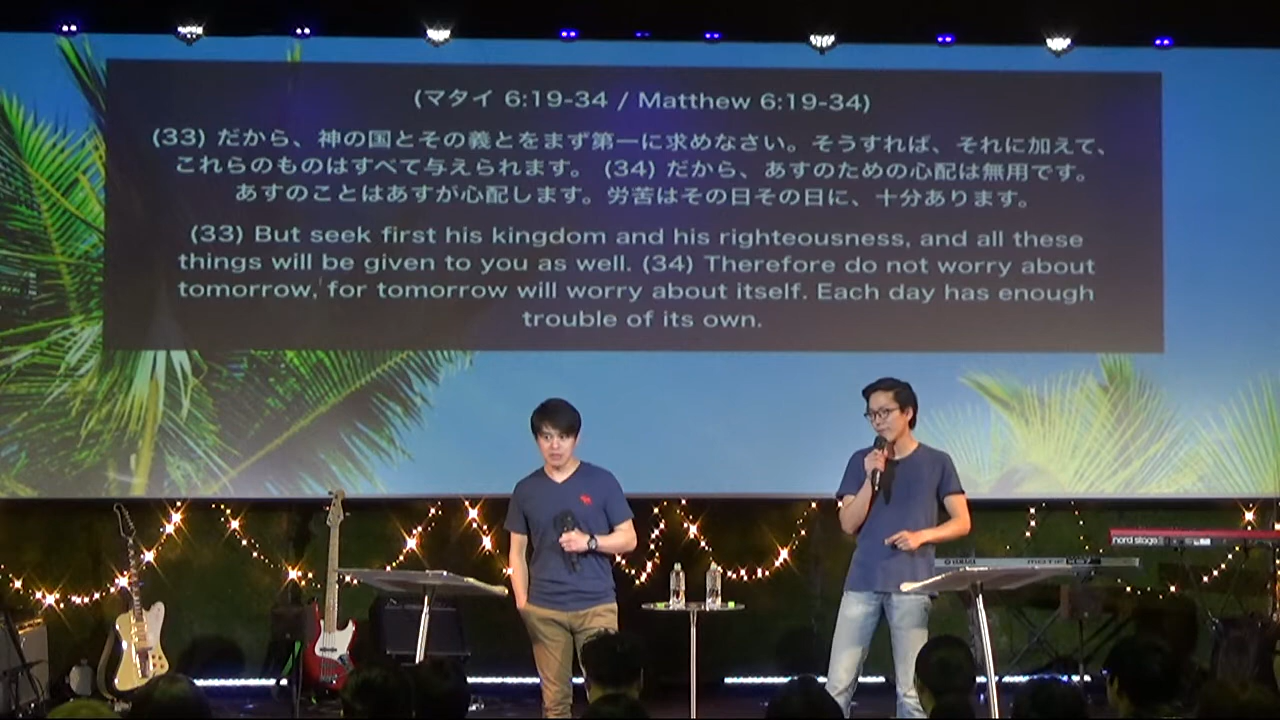 (マタイ 6:19-34 / Matthew 6:19-34)
(33) だから、神の国とその義とをまず第一に求めなさい。そうすれば、それに加えて、
これらのものはすべて与えられます。 (34) だから、あすのための心配は無用です。
あすのことはあすが心配します。労苦はその日その日に、十分あります。
(33) But seek first his kingdom and his righteousness, and all these
things will be given to you as well. (34) Therefore do not worry about
tomorrow, for tomorrow will worry about itself. Each day has enough
trouble of its own.
nord stage
YAMAHA